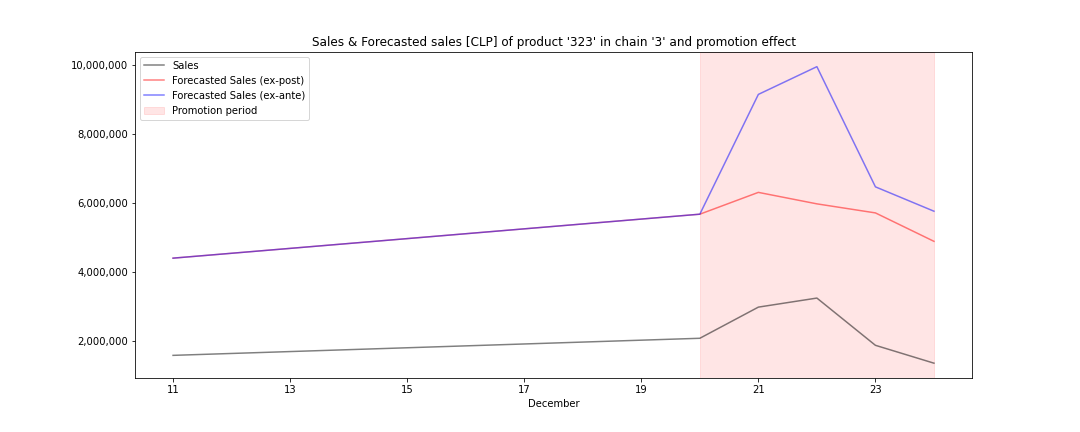 Sales & Forecasted sales [CLP] of product '323' in chain '3' and promotion effect
Sales
Forecasted Sales (ex-post)
Forecasted Sales (ex-ante)
Promotion period
10,000,000
8,000,000
6,000,000
4,000,000
2,000,000
11 13 15 17 19 21 23
December